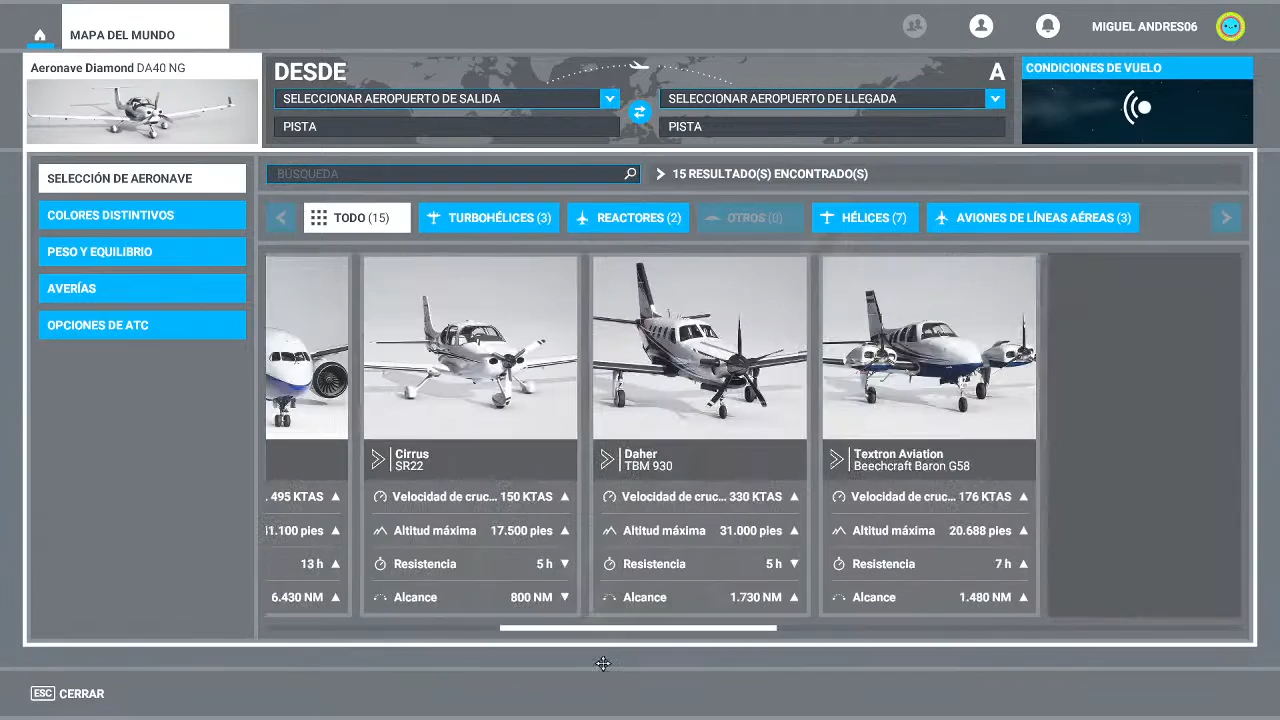 MAPA DEL MUNDO
MIGUEL ANDRES06
Aeronave Diamond DA40 NG
DESDE
A
CONDICIONES DE VUELO
SELECCIONAR AEROPUERTO DE SALIDA
SELECCIONAR AEROPUERTO DE LLEGADA
PISTA
PISTA
SELECCIÓN DE AERONAVE
COLORES DISTINTIVOS
PESO Y EQUILIBRIO
AVERÍAS
OPCIONES DE ATC
BÚSQUEDA
15 RESULTADO(S) ENCONTRADO(S)
TODO (15)
TURBOHÉLICES (3)
REACTORES (2)
OTROS (0)
HÉLICES (7)
AVIONES DE LÍNEAS AÉREAS (3)
Cirrus
SR22
Daher
TBM 930
Textron Aviation
Beechcraft Baron G58
. 495 KTAS
Velocidad de cruc... 150 KTAS
Velocidad de cruc... 330 KTAS
Velocidad de cruc... 176 KTAS
1.100 pies
Altitud máxima 17.500 pies
Altitud máxima 31.000 pies
Altitud máxima 20.688 pies
13 h
Resistencia 5 h
Resistencia 5 h
Resistencia 7 h
6.430 NM
Alcance 800 NM
Alcance 1.730 NM
Alcance 1.480 NM
ESC CERRAR